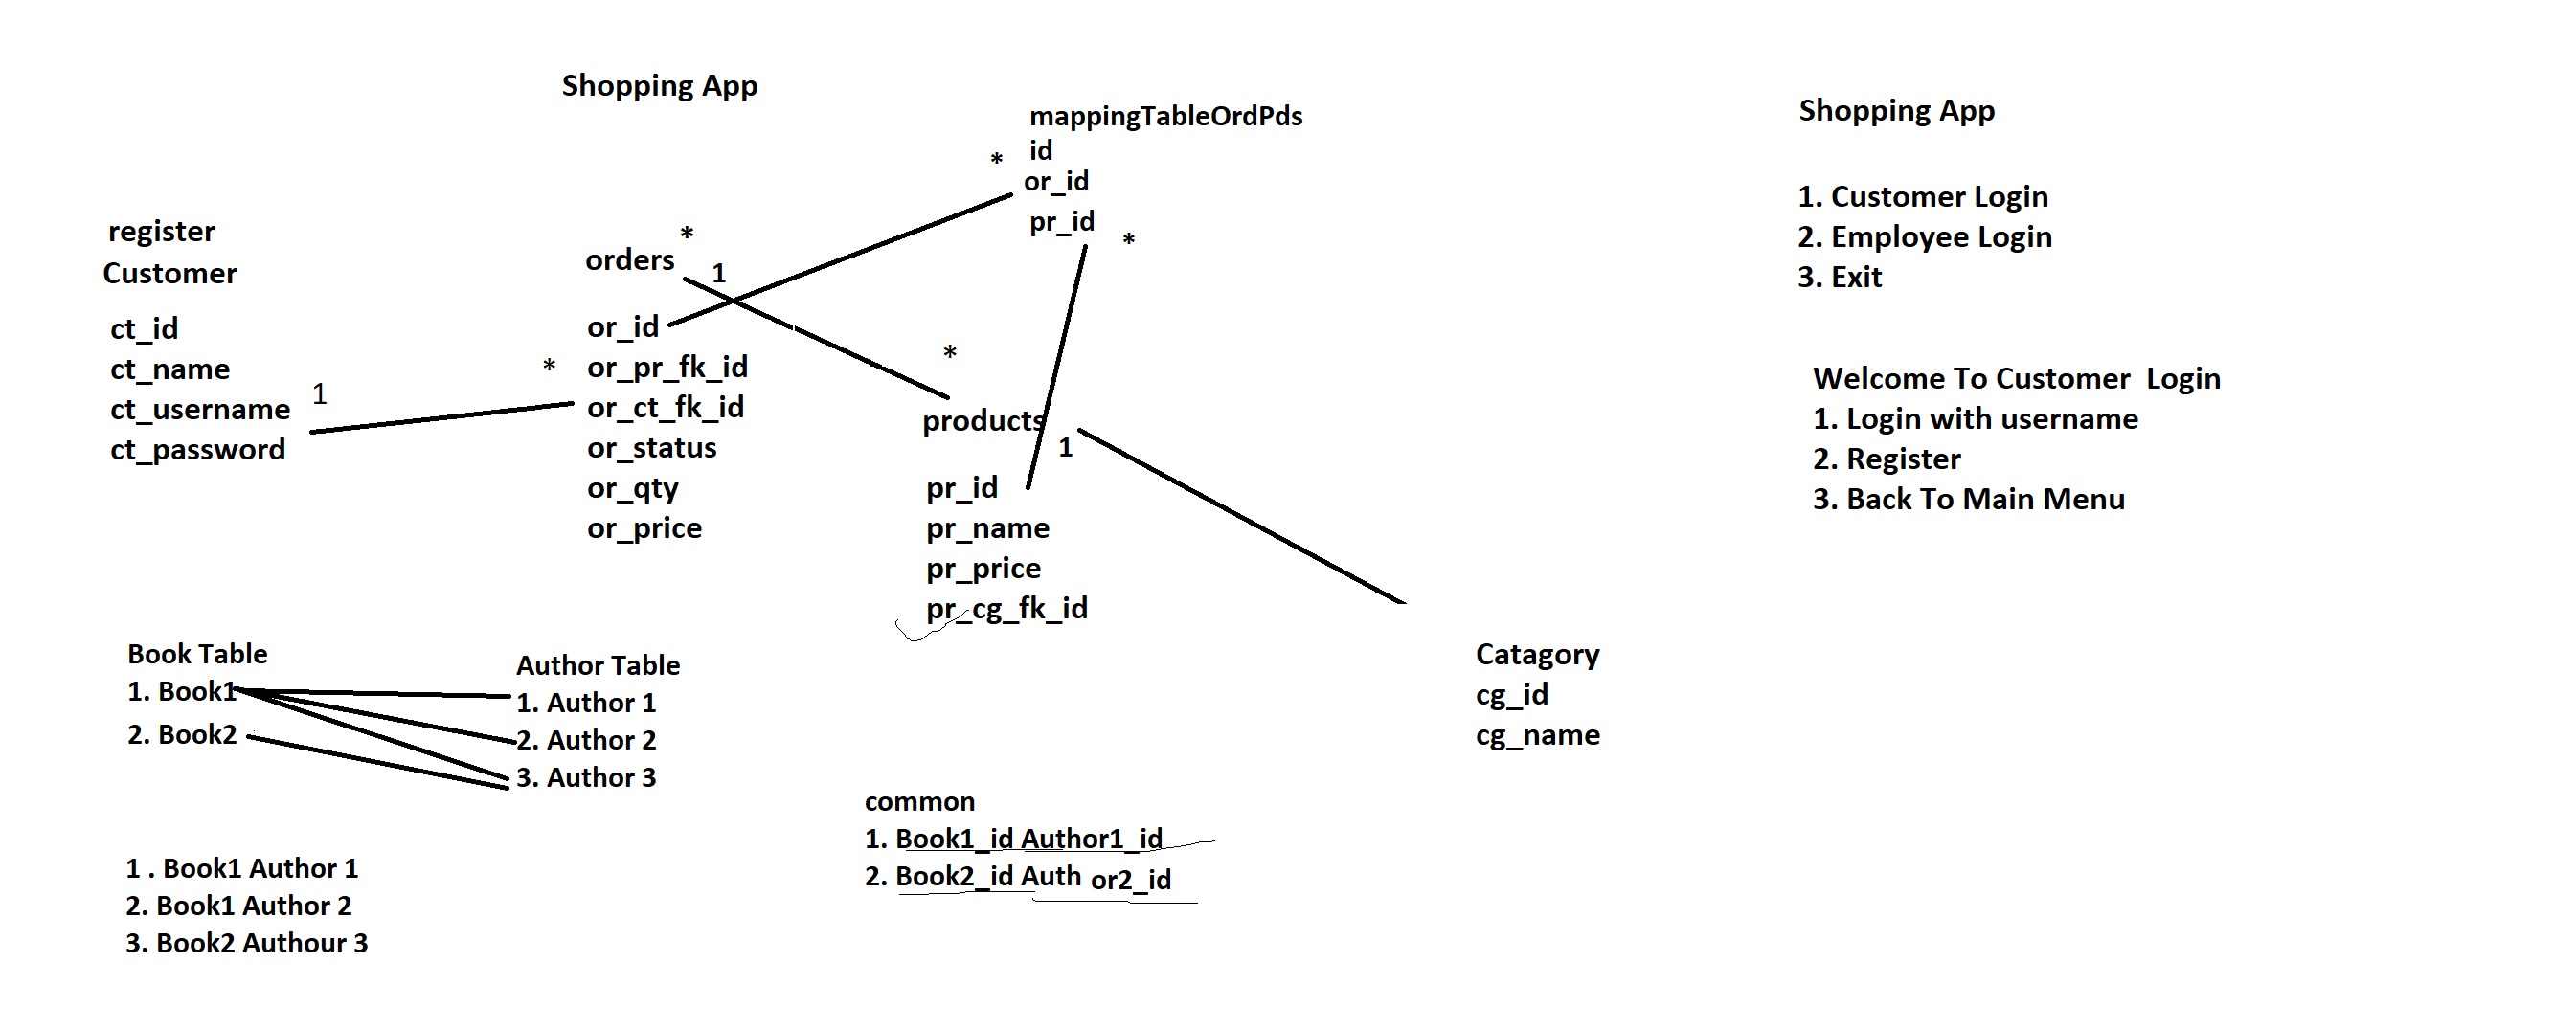 Shopping App
mappingTableOrdPds
id
* or_id
pr_id
*
register
Customer
ct_id
ct_name
ct_username
ct_password
1
*
orders
*
1
or_id
or_pr_fk_id
or_ct_fk_id
or_status
or_qty
or_price
*
products
1
pr_id
pr_name
pr_price
pr_cg_fk_id
Catagory
cg_id
cg_name
Shopping App
1. Customer Login
2. Employee Login
3. Exit
Welcome To Customer  Login
1. Login with username
2. Register
3. Back To Main Menu
Book Table
1. Book1
2. Book2
Author Table
1. Author 1
2. Author 2
3. Author 3
1 . Book1 Author 1
2. Book1 Author 2
3. Book2 Authour 3
common
1. Book1_id Author1_id
2. Book2_id Auth or2_id